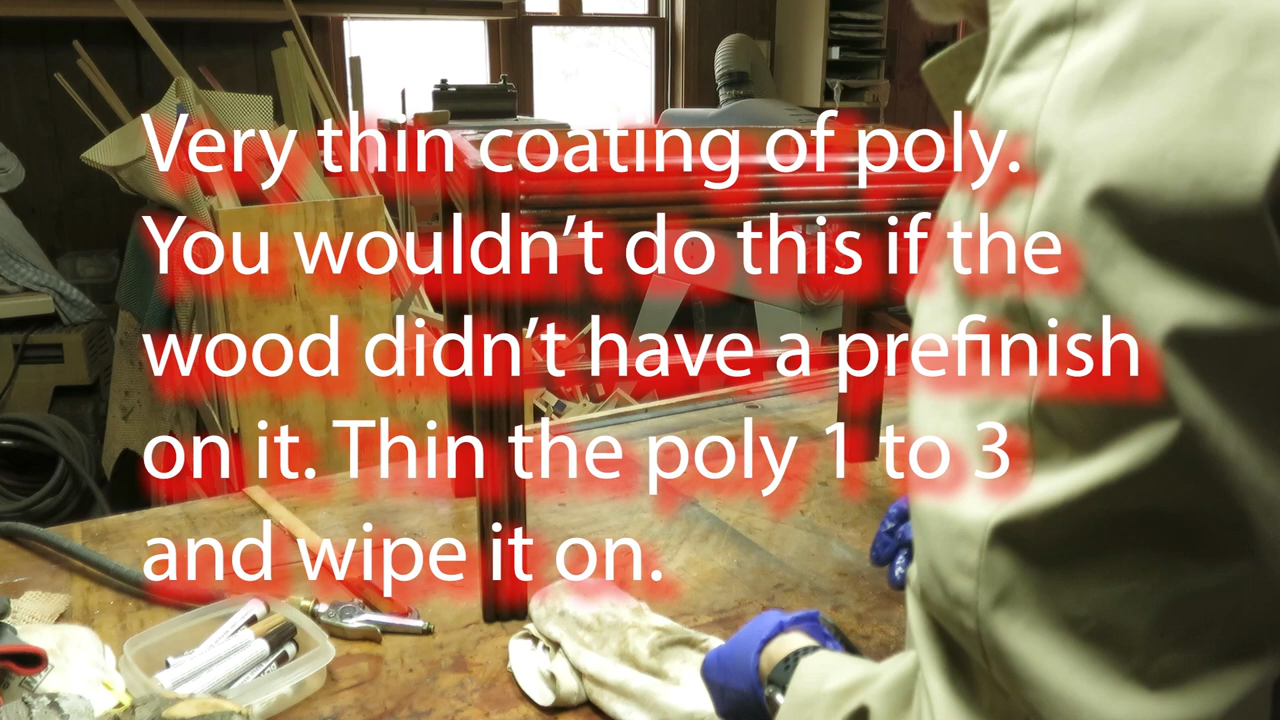 Very thin coating of poly.
You wouldn’t do this if the
wood didn’t have a prefinish
on it. Thin the poly 1 to 3
and wipe it on.